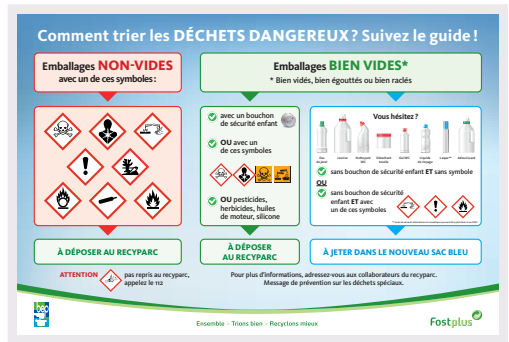 Comment trier les DÉCHETS DANGEREUX ? Suivez le guide !
Emballages NON-VIDES
avec un de ces symboles :
Emballages BIEN VIDES*
* Bien vidés, bien égouttés ou bien raclés
avec un bouchon
de sécurité enfant
OU avec un
de ces symboles
OU pesticides,
herbicides, huiles
de moteur, silicone
Vous hésitez ?
sans bouchon de sécurité enfant ET sans symbole
OU
sans bouchon de sécurité
enfant ET avec
un de ces symboles
À DÉPOSER AU RECYPARC
À DÉPOSER
AU RECYPARC
À JETER DANS LE NOUVEAU SAC BLEU
ATTENTION
pas repris au recyparc,
appelez le 112
Pour plus d'informations, adressez-vous aux collaborateurs du recyparc.
Message de prévention sur les déchets spéciaux.
Ensemble > Trions bien > Recyclons mieux
Fostplus